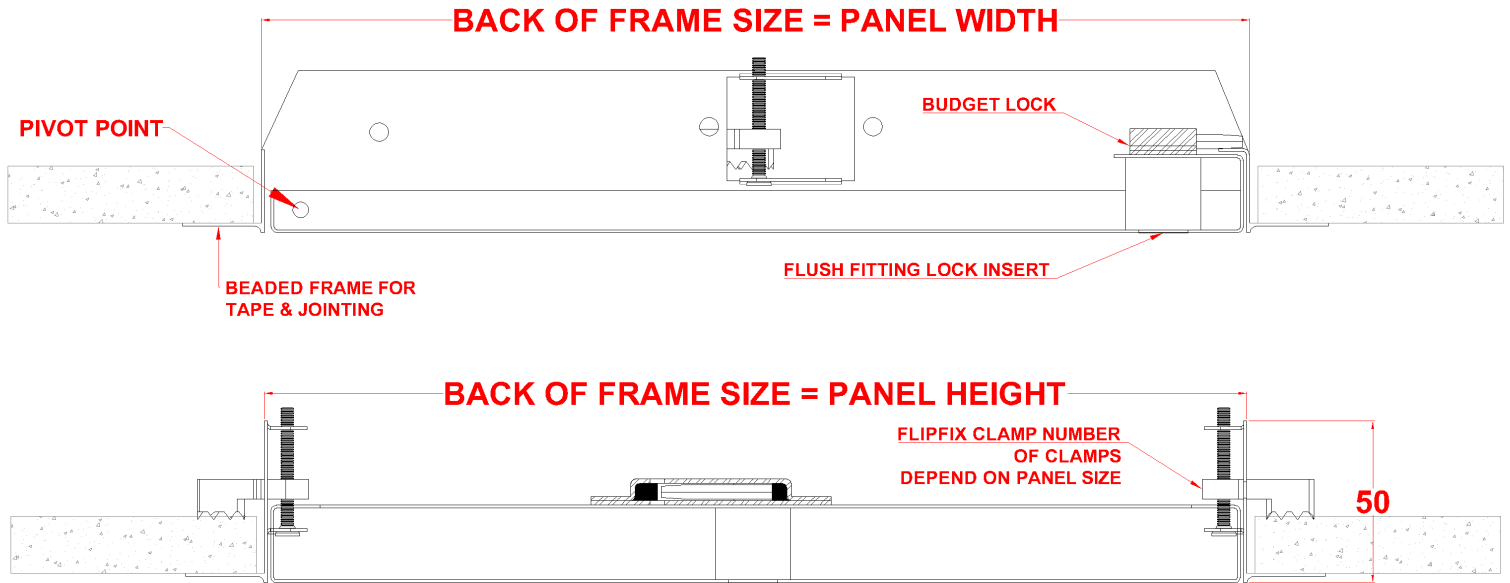 BACK OF FRAME SIZE = PANEL WIDTH
BUDGET LOCK
PIVOT POINT
FLUSH FITTING LOCK INSERT
BEADED FRAME FOR
TAPE & JOINTING
BACK OF FRAME SIZE = PANEL HEIGHT
FLIPFIX CLAMP NUMBER
OF CLAMPS
DEPEND ON PANEL SIZE
50